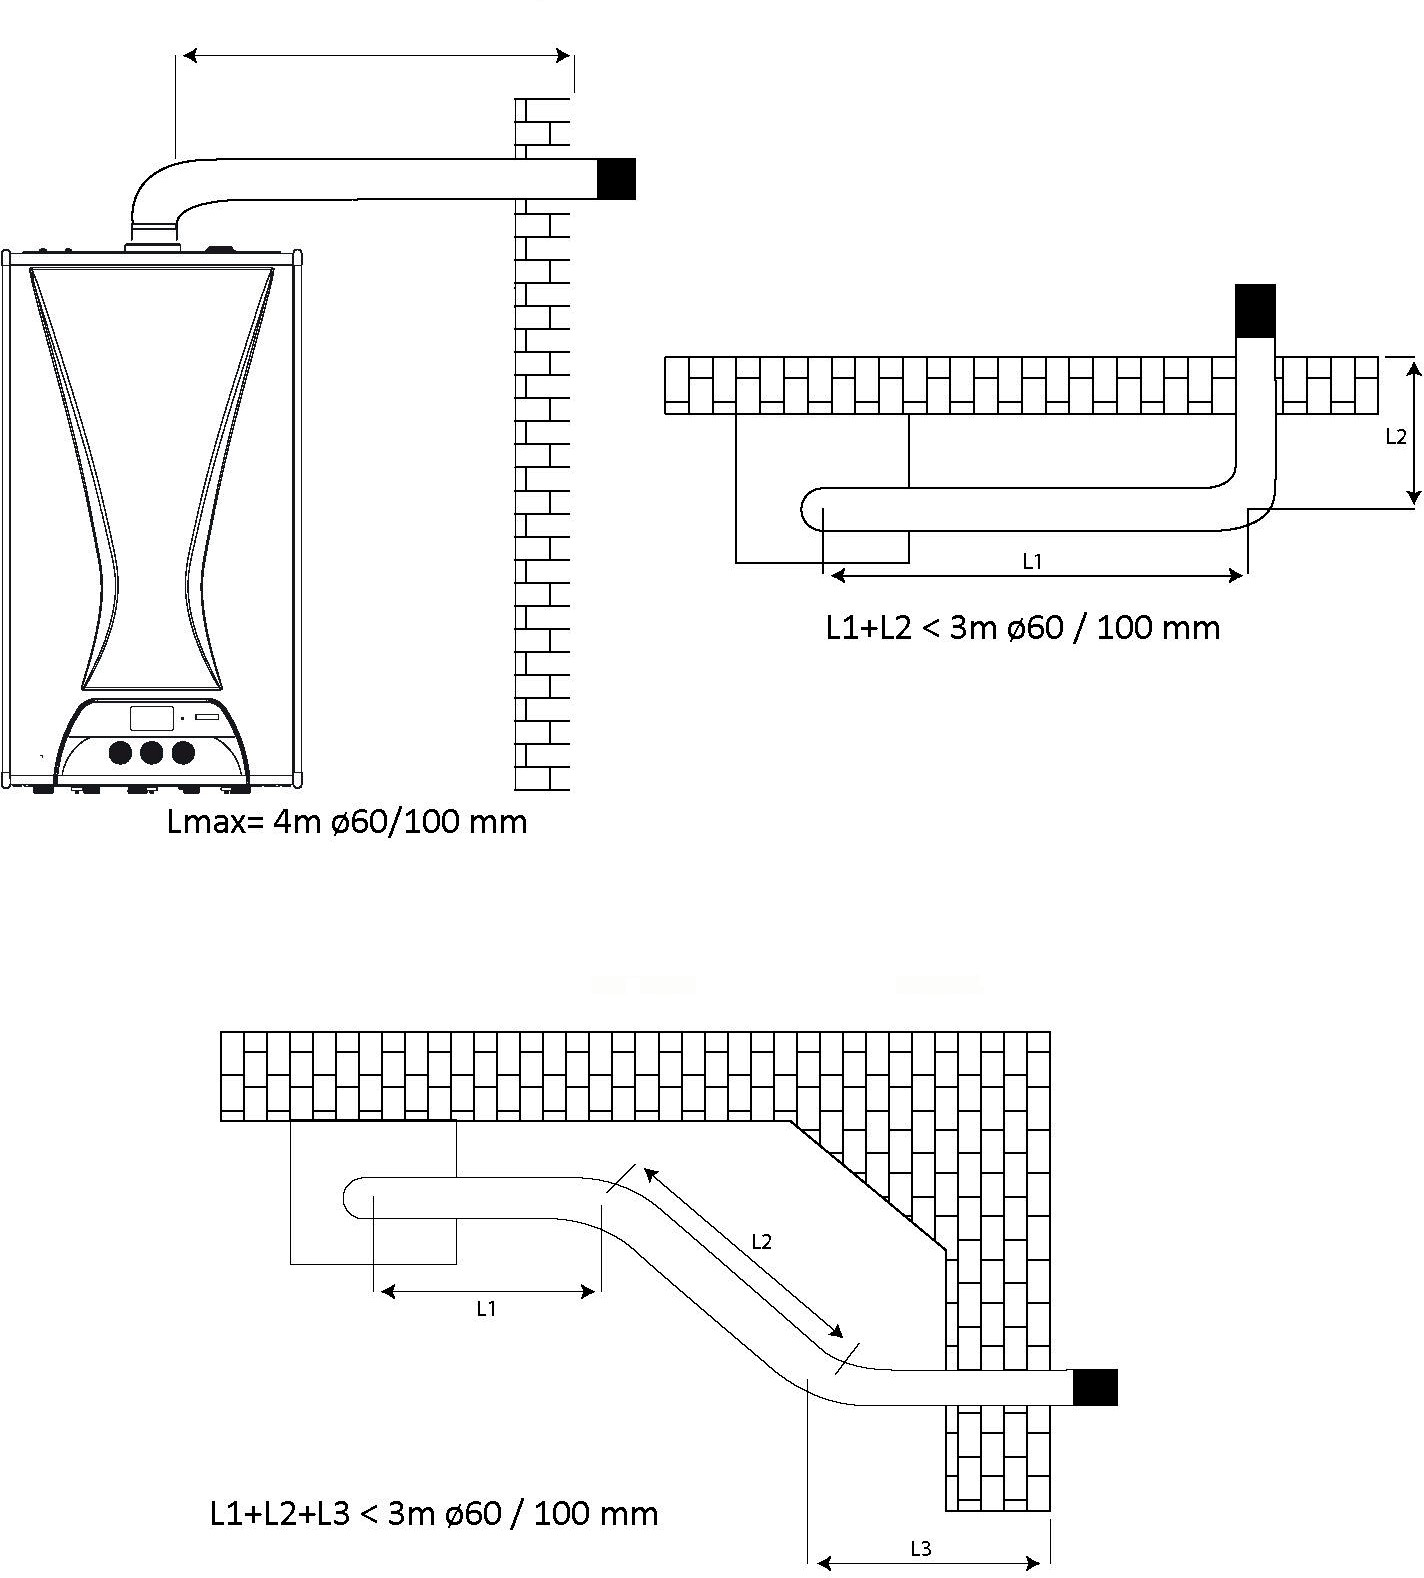 L2
L1
L1+L2 < 3m ø60 / 100 mm
Lmax= 4m ø60/100 mm
L2
L1
L1+L2+L3 < 3m ø60 / 100 mm
L3